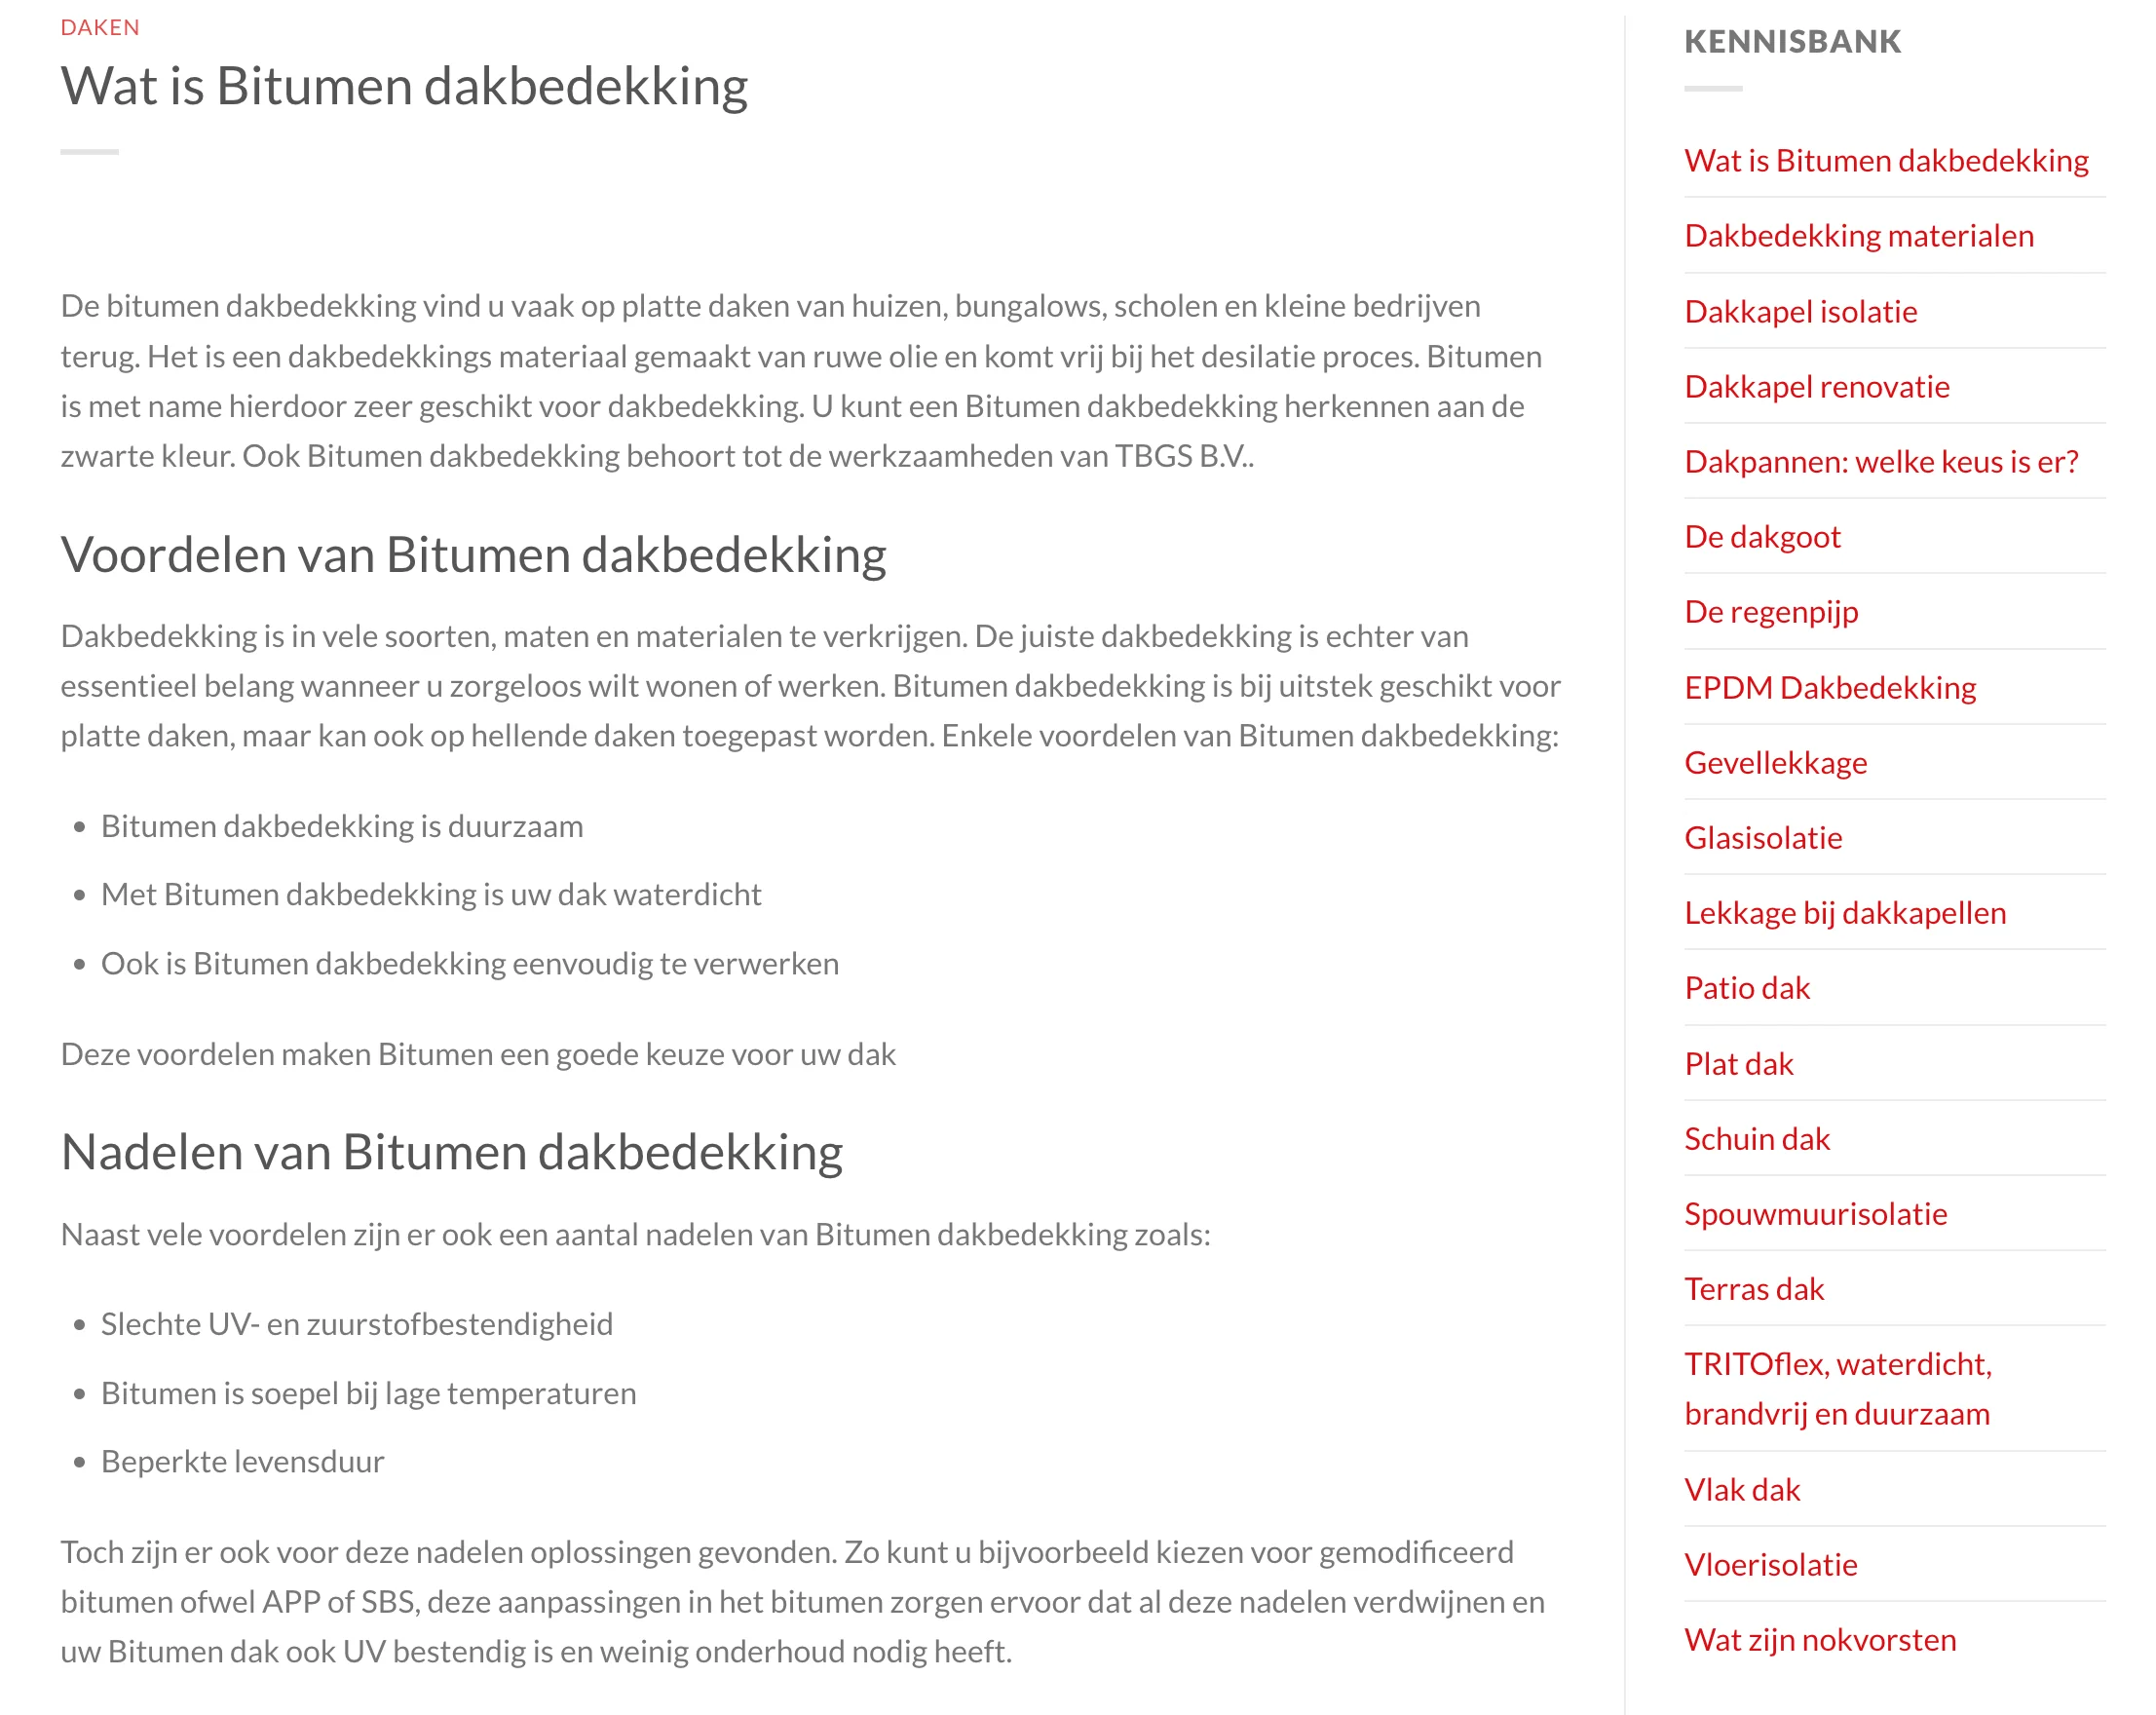 DAKEN
Wat is Bitumen dakbedekking
De bitumen dakbedekking vind u vaak op platte daken van huizen, bungalows, scholen en kleine bedrijven
terug. Het is een dakbedekkings materiaal gemaakt van ruwe olie en komt vrij bij het desilatie proces. Bitumen
is met name hierdoor zeer geschikt voor dakbedekking. U kunt een Bitumen dakbedekking herkennen aan de
zwarte kleur. Ook Bitumen dakbedekking behoort tot de werkzaamheden van TBGS B.V..
Voordelen van Bitumen dakbedekking
Dakbedekking is in vele soorten, maten en materialen te verkrijgen. De juiste dakbedekking is echter van
essentieel belang wanneer u zorgeloos wilt wonen of werken. Bitumen dakbedekking is bij uitstek geschikt voor
platte daken, maar kan ook op hellende daken toegepast worden. Enkele voordelen van Bitumen dakbedekking:
• Bitumen dakbedekking is duurzaam
• Met Bitumen dakbedekking is uw dak waterdicht
• Ook is Bitumen dakbedekking eenvoudig te verwerken
Deze voordelen maken Bitumen een goede keuze voor uw dak
Nadelen van Bitumen dakbedekking
Naast vele voordelen zijn er ook een aantal nadelen van Bitumen dakbedekking zoals:
• Slechte UV- en zuurstofbestendigheid
• Bitumen is soepel bij lage temperaturen
• Beperkte levensduur
Toch zijn er ook voor deze nadelen oplossingen gevonden. Zo kunt u bijvoorbeeld kiezen voor gemodificeerd
bitumen ofwel APP of SBS, deze aanpassingen in het bitumen zorgen ervoor dat al deze nadelen verdwijnen en
uw Bitumen dak ook UV bestendig is en weinig onderhoud nodig heeft.
KENNISBANK
Wat is Bitumen dakbedekking
Dakbedekking materialen
Dakkapel isolatie
Dakkapel renovatie
Dakpannen: welke keus is er?
De dakgoot
De regenpijp
EPDM Dakbedekking
Gevellekkage
Glasisolatie
Lekkage bij dakkapellen
Patio dak
Plat dak
Schuin dak
Spouwmuurisolatie
Terras dak
TRITOflex, waterdicht,
brandvrij en duurzaam
Vlak dak
Vloerisolatie
Wat zijn nokvorsten